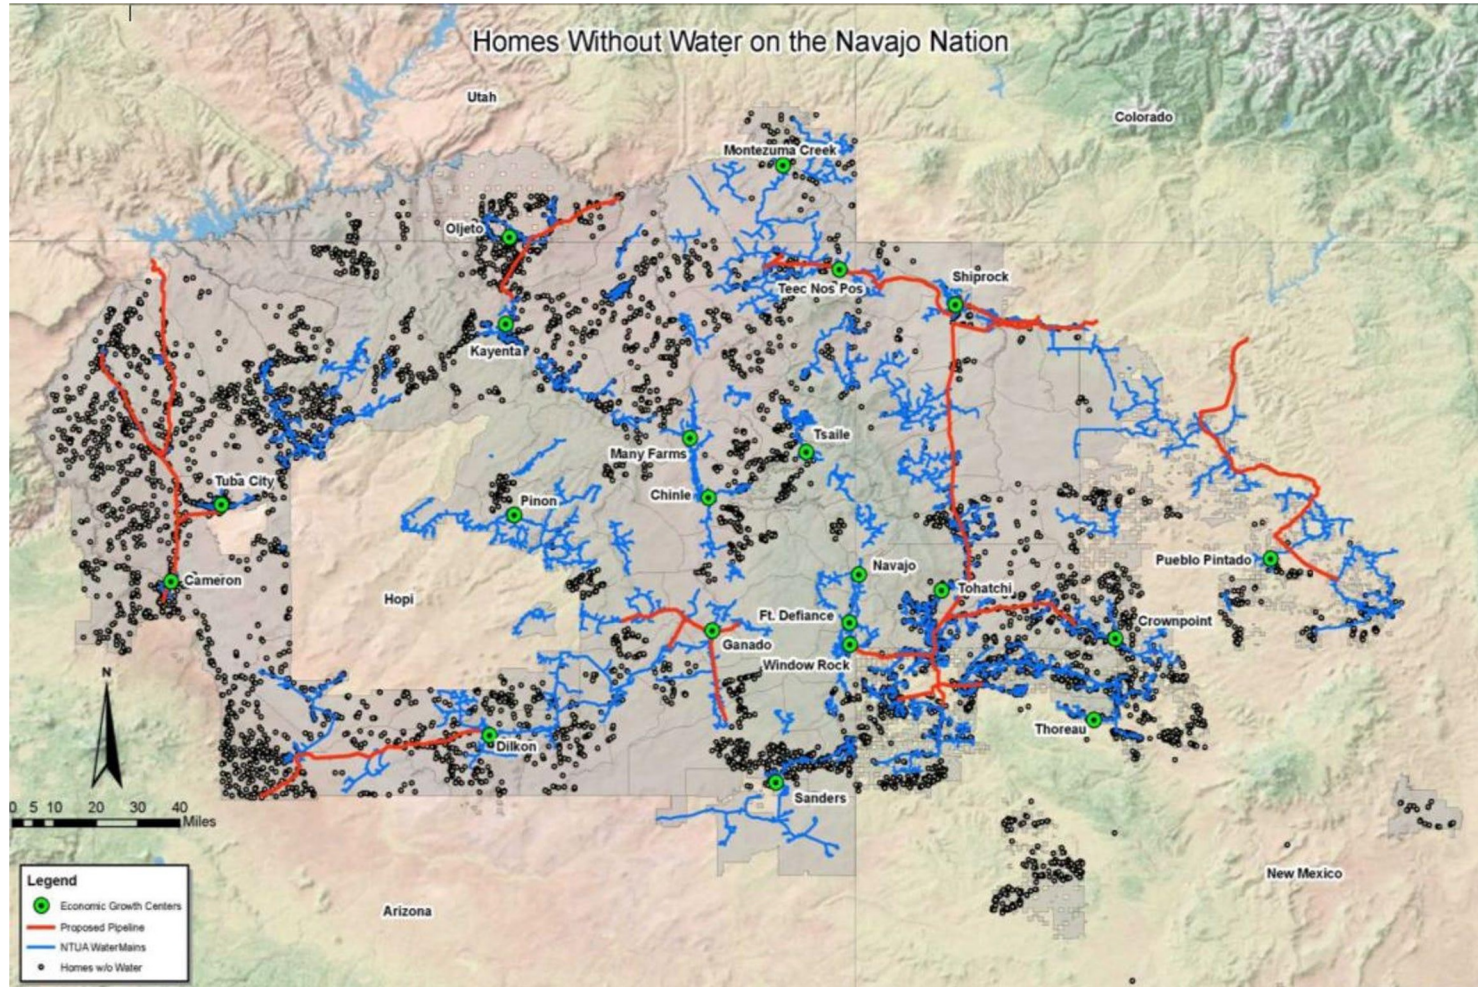 Homes Without Water on the Navajo Nation
Utah
Colorado
Montezuma Creek
Oljeto
Teec Nos Pos
Shiprock
Kayenta
Tsaile
Many Farms
Tuba City
Chinle
Pinon
Pueblo Pintado
Navajo
Cameron
Tohatchi
Hopi
Ft. Defiance
Crownpoint
Ganado
Window Rock
N
Thoreau
Dilkon
Sanders
0 5 10 20 30 40
Miles
New Mexico
Arizona
Legend
Economic Growth Centers
Proposed Pipeline
NTUA WaterMains
Homes w/o Water